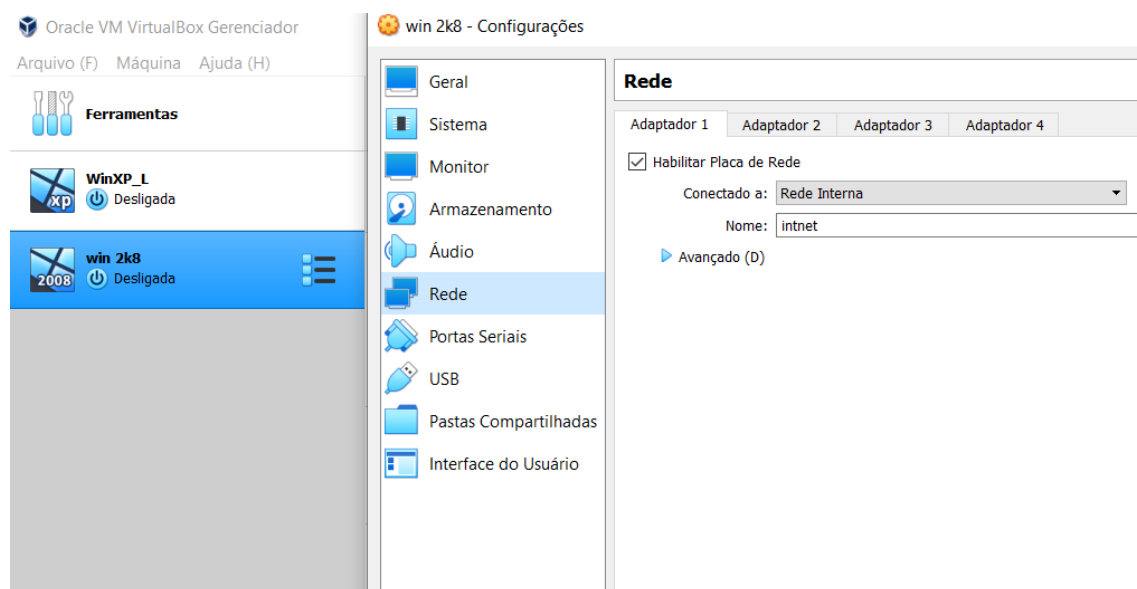 Oracle VM VirtualBox Gerenciador
Arquivo (F) Máquina Ajuda (H)
Ferramentas
WinXP_L
Desligada
xp
win 2k8
Desligada
2008
win 2k8 - Configurações
Geral
Sistema
Monitor
Armazenamento
Áudio
Rede
Portas Seriais
USB
Pastas Compartilhadas
Interface do Usuário
Rede
Adaptador 1 Adaptador 2 Adaptador 3 Adaptador 4
Habilitar Placa de Rede
Conectado a: Rede Interna
Nome: intnet
Avançado (D)